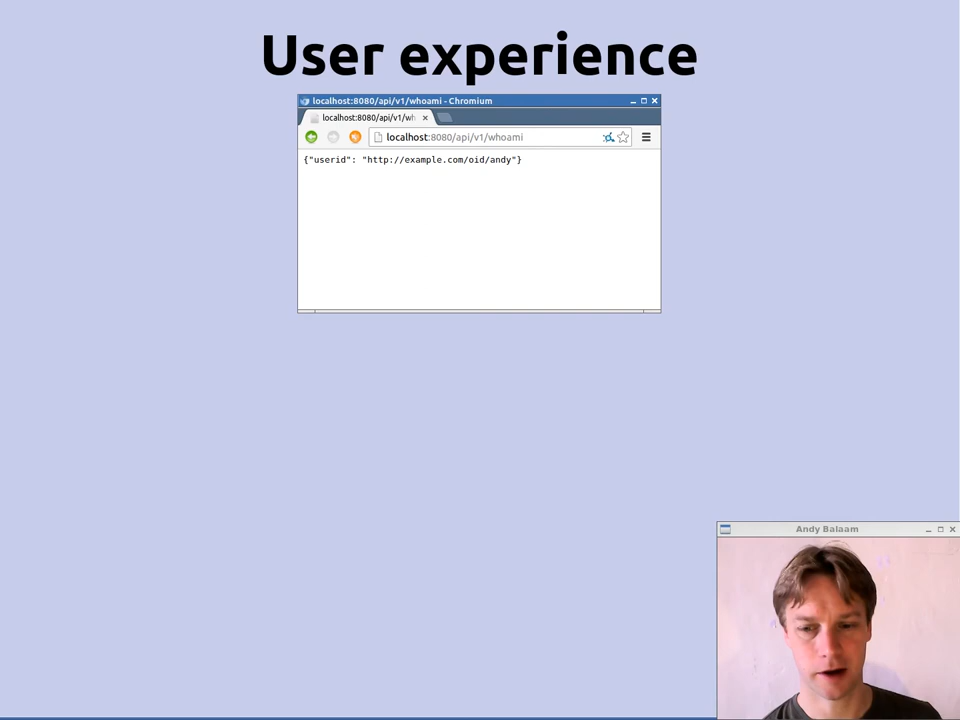 User experience
localhost:8080/api/v1/whoami - Chromium
localhost:8080/api/v1/wh
localhost:8080/api/v1/whoami
{"userid": "http://example.com/oid/andy"}
Andy Balaam